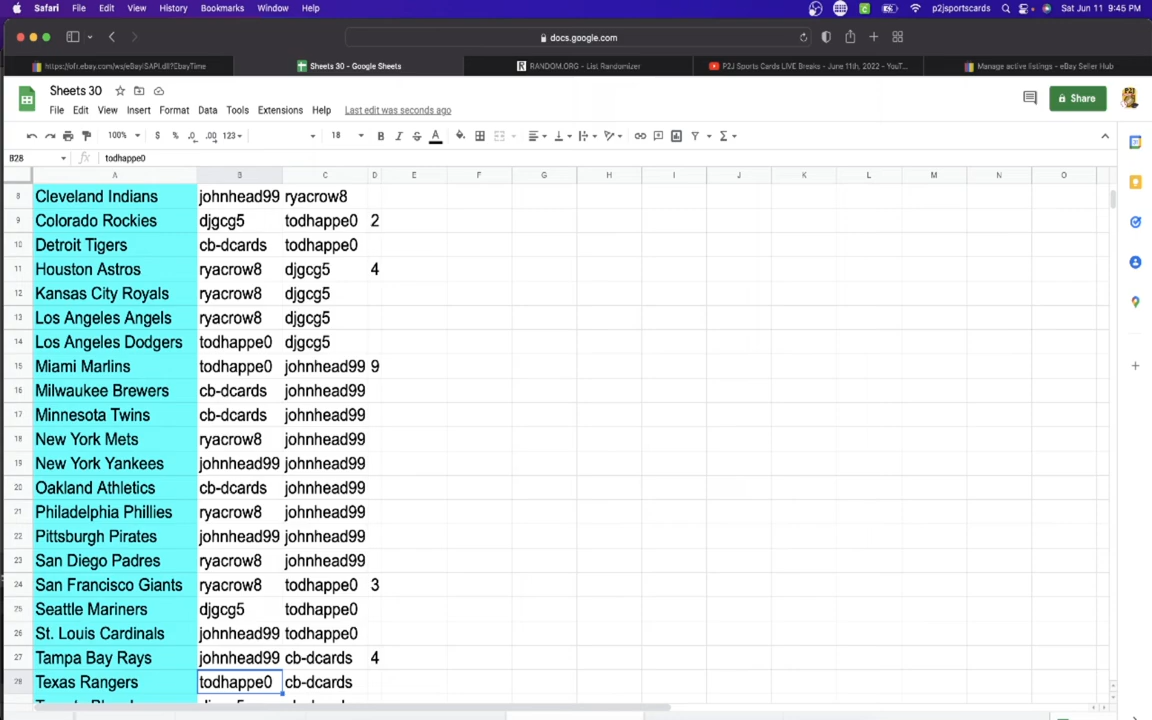 Safari File Edit View History Bookmarks Window Help p2jsportscards Sat Jun 11 9:45 PM
docs.google.com
https://ofr.ebay.com/ws/eBayISAPI.dll?EbayTime Sheets 30 - Google Sheets RANDOM.ORG - List Randomizer P2J Sports Cards LIVE Breaks - June 11th, 2022 - YouT... Manage active listings - eBay Seller Hub
Sheets 30
File Edit View Insert Format Data Tools Extensions Help Last edit was seconds ago
Share
100% $ % .0 .00 123 18 B I S A
B28 fx todhappe0
A B C D E F G H I J K L M N O
8 Cleveland Indians johnhead99 ryacrow8
9 Colorado Rockies djgcg5 todhappe0 2
10 Detroit Tigers cb-dcards todhappe0
11 Houston Astros ryacrow8 djgcg5 4
12 Kansas City Royals ryacrow8 djgcg5
13 Los Angeles Angels ryacrow8 djgcg5
14 Los Angeles Dodgers todhappe0 djgcg5
15 Miami Marlins todhappe0 johnhead99 9
16 Milwaukee Brewers cb-dcards johnhead99
17 Minnesota Twins cb-dcards johnhead99
18 New York Mets ryacrow8 johnhead99
19 New York Yankees johnhead99 johnhead99
20 Oakland Athletics cb-dcards johnhead99
21 Philadelphia Phillies ryacrow8 johnhead99
22 Pittsburgh Pirates johnhead99 johnhead99
23 San Diego Padres ryacrow8 johnhead99
24 San Francisco Giants ryacrow8 todhappe0 3
25 Seattle Mariners djgcg5 todhappe0
26 St. Louis Cardinals johnhead99 todhappe0
27 Tampa Bay Rays johnhead99 cb-dcards 4
28 Texas Rangers todhappe0 cb-dcards